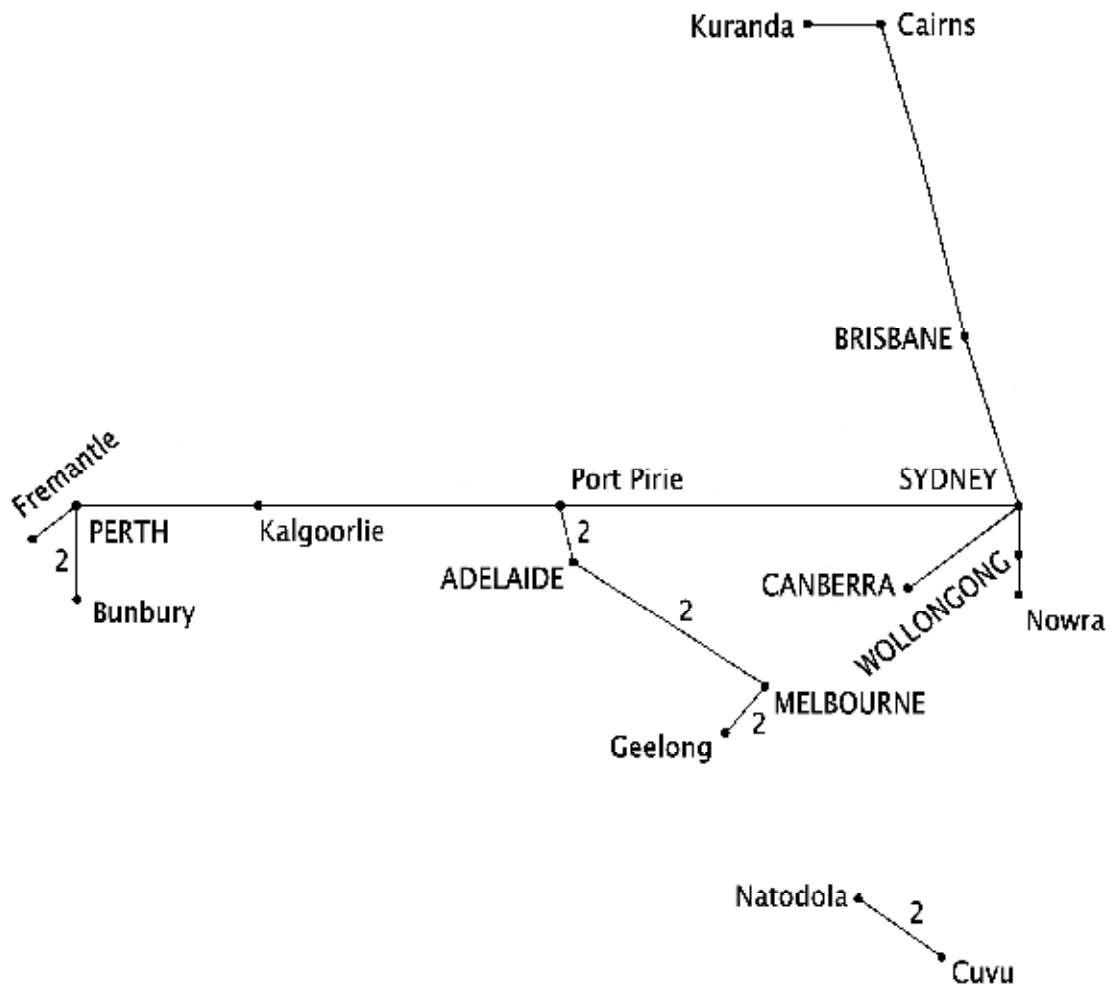 Kuranda
Cairns
BRISBANE
Fremantle
Port Pirie
SYDNEY
PERTH
Kalgoorlie
2
2
ADELAIDE
CANBERRA
WOLLONGONG
Bunbury
Nowra
2
MELBOURNE
2
Geelong
Natodola
2
Cuvu